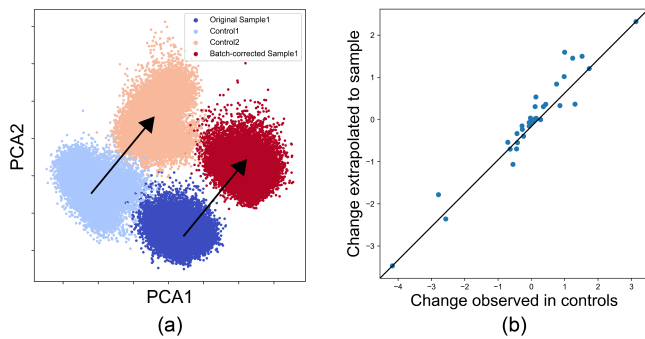 Original Sample1
Control1
Control2
Batch-corrected Sample1
PCA2
PCA1
(a)
Change extrapolated to sample
2
1
0
−1
−2
−3
−4 −3 −2 −1 0 1 2 3
Change observed in controls
(b)